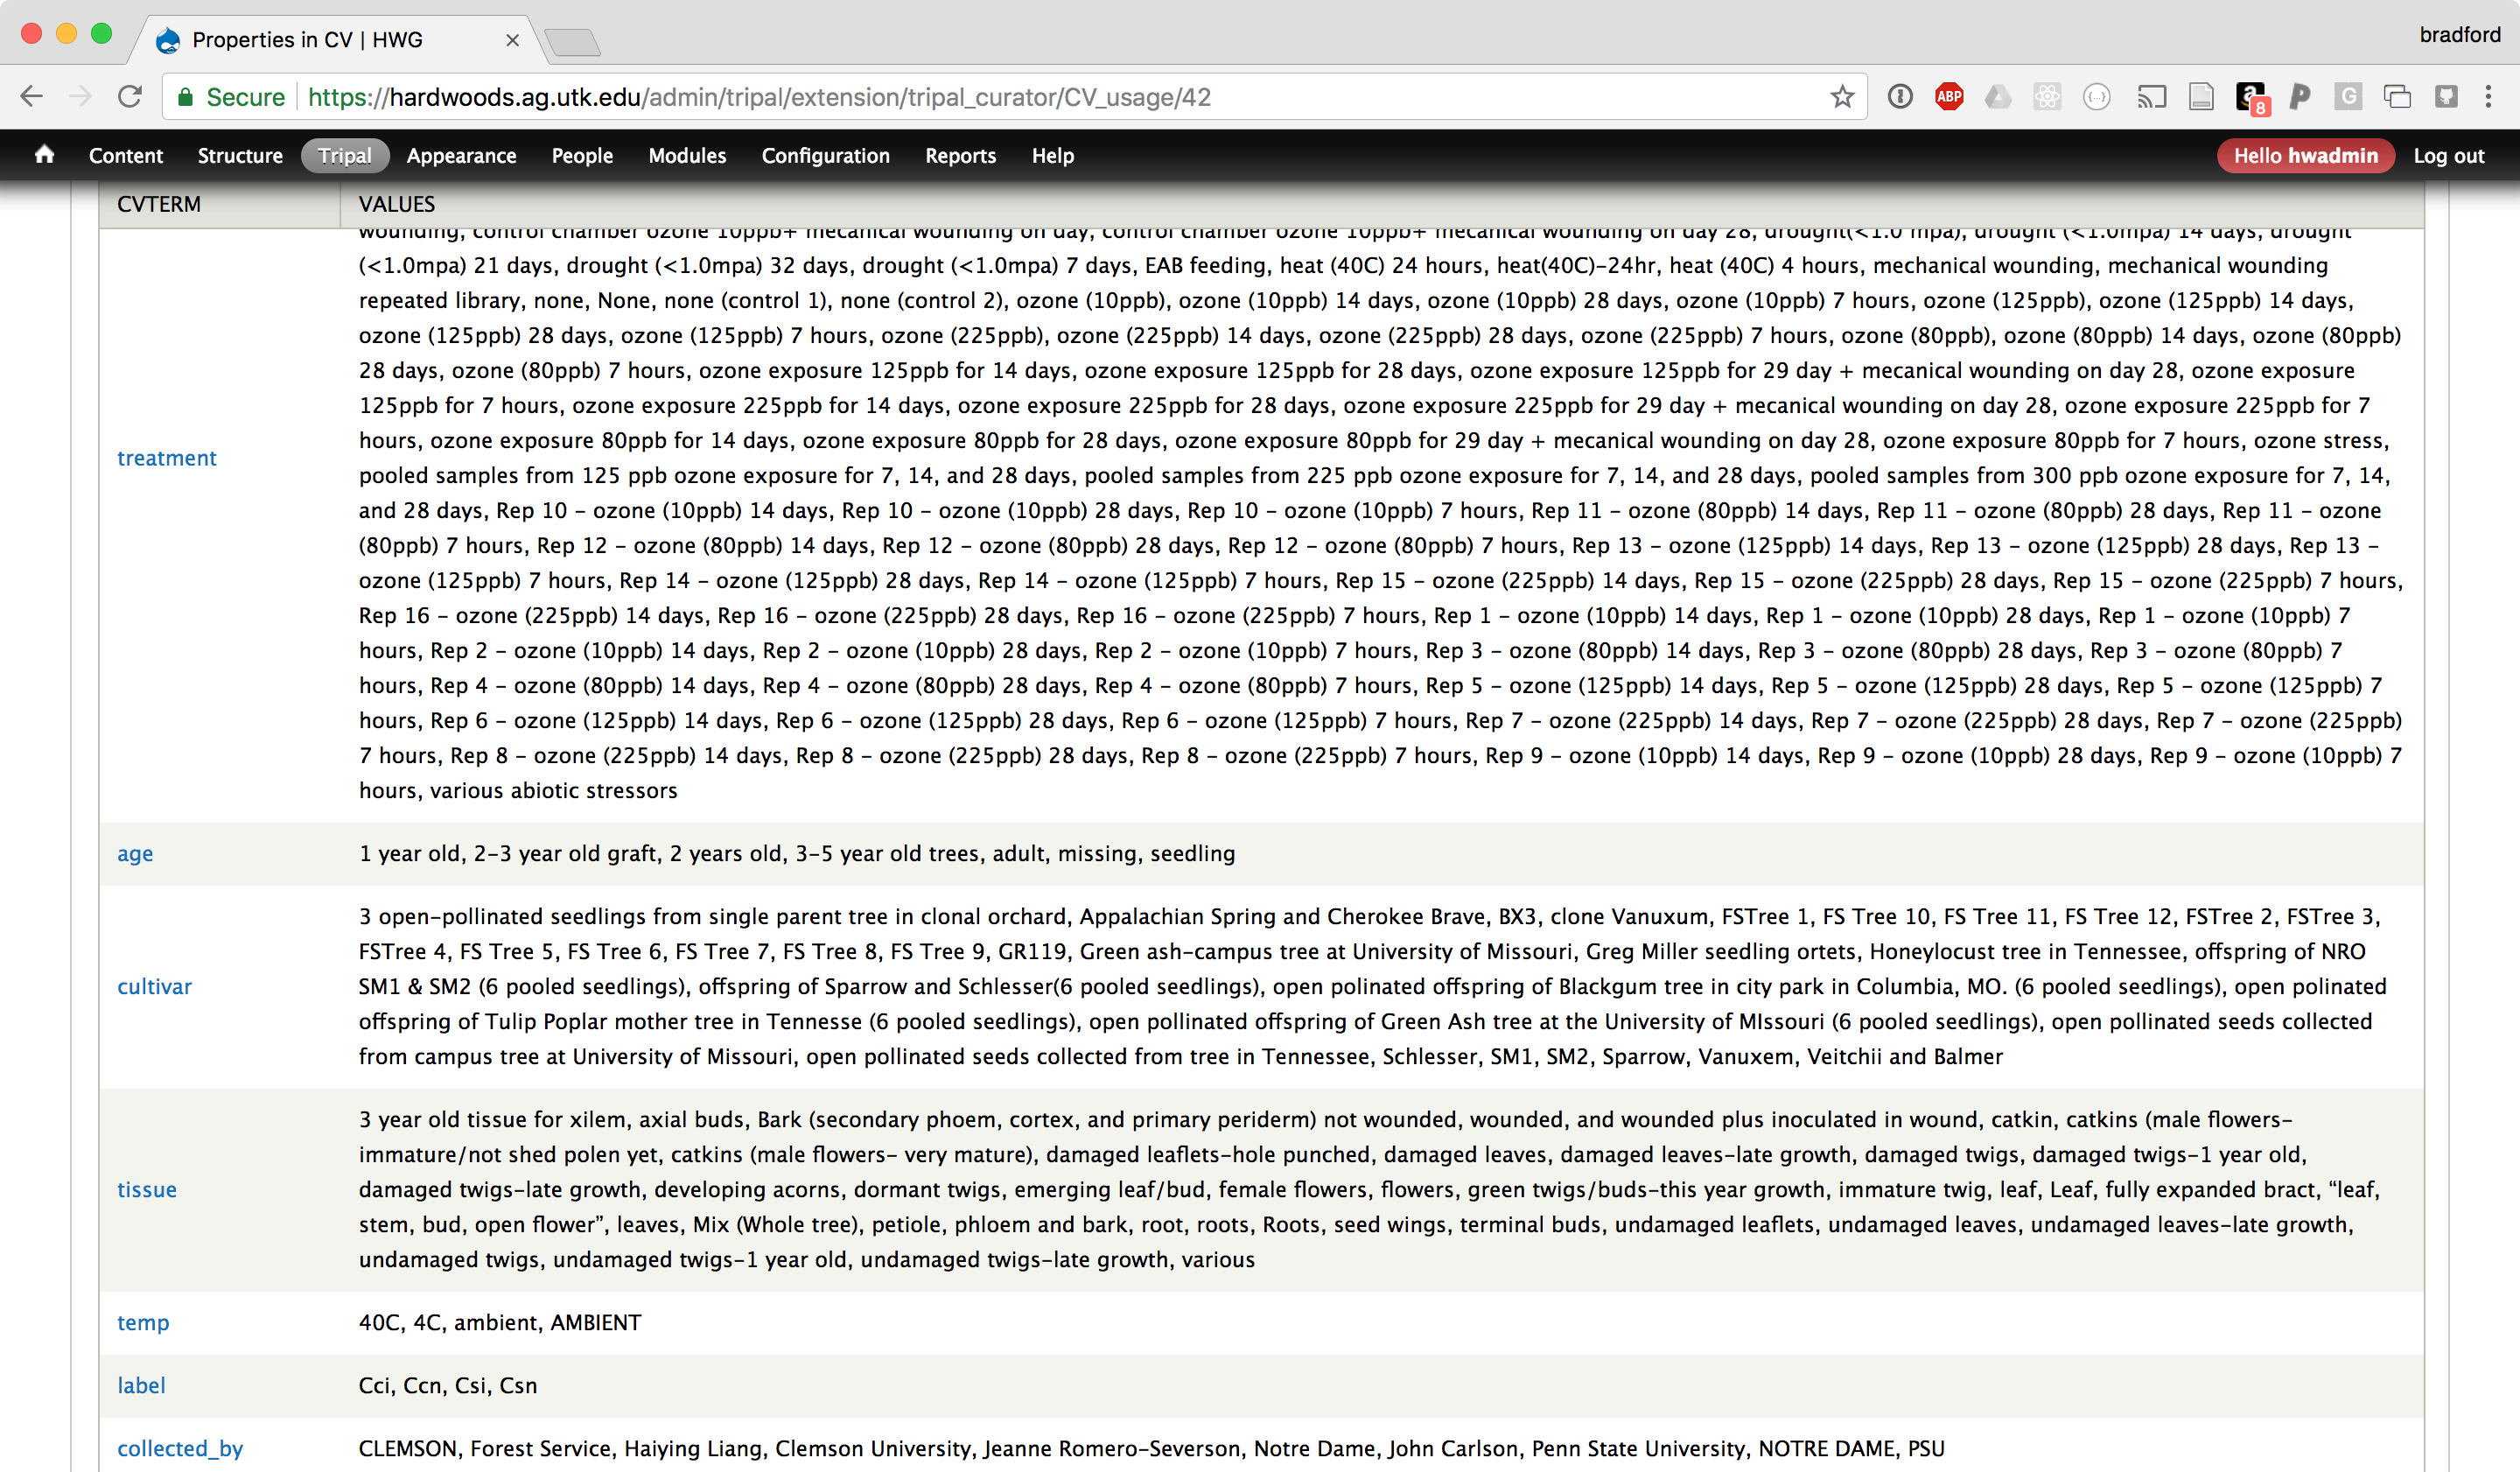 Properties in CV | HWG
bradford
Secure https://hardwoods.ag.utk.edu/admin/tripal/extension/tripal_curator/CV_usage/42
ABP
{...}
a
8
P
G
Content Structure Tripal Appearance People Modules Configuration Reports Help Hello hwadmin Log out
CVTERM VALUES
wounding, control chamber ozone 10ppb+ mecanical wounding on day, control chamber ozone 10ppb+ mecanical wounding on day 28, drought(<1.0 mpa), drought (<1.0mpa) 14 days, drought
(<1.0mpa) 21 days, drought (<1.0mpa) 32 days, drought (<1.0mpa) 7 days, EAB feeding, heat (40C) 24 hours, heat(40C)-24hr, heat (40C) 4 hours, mechanical wounding, mechanical wounding
repeated library, none, None, none (control 1), none (control 2), ozone (10ppb), ozone (10ppb) 14 days, ozone (10ppb) 28 days, ozone (10ppb) 7 hours, ozone (125ppb), ozone (125ppb) 14 days,
ozone (125ppb) 28 days, ozone (125ppb) 7 hours, ozone (225ppb), ozone (225ppb) 14 days, ozone (225ppb) 28 days, ozone (225ppb) 7 hours, ozone (80ppb), ozone (80ppb) 14 days, ozone (80ppb)
28 days, ozone (80ppb) 7 hours, ozone exposure 125ppb for 14 days, ozone exposure 125ppb for 28 days, ozone exposure 125ppb for 29 day + mecanical wounding on day 28, ozone exposure
125ppb for 7 hours, ozone exposure 225ppb for 14 days, ozone exposure 225ppb for 28 days, ozone exposure 225ppb for 29 day + mecanical wounding on day 28, ozone exposure 225ppb for 7
hours, ozone exposure 80ppb for 14 days, ozone exposure 80ppb for 28 days, ozone exposure 80ppb for 29 day + mecanical wounding on day 28, ozone exposure 80ppb for 7 hours, ozone stress,
treatment
pooled samples from 125 ppb ozone exposure for 7, 14, and 28 days, pooled samples from 225 ppb ozone exposure for 7, 14, and 28 days, pooled samples from 300 ppb ozone exposure for 7, 14,
and 28 days, Rep 10 - ozone (10ppb) 14 days, Rep 10 - ozone (10ppb) 28 days, Rep 10 - ozone (10ppb) 7 hours, Rep 11 - ozone (80ppb) 14 days, Rep 11 - ozone (80ppb) 28 days, Rep 11 - ozone
(80ppb) 7 hours, Rep 12 - ozone (80ppb) 14 days, Rep 12 - ozone (80ppb) 28 days, Rep 12 - ozone (80ppb) 7 hours, Rep 13 - ozone (125ppb) 14 days, Rep 13 - ozone (125ppb) 28 days, Rep 13 -
ozone (125ppb) 7 hours, Rep 14 - ozone (125ppb) 28 days, Rep 14 - ozone (125ppb) 7 hours, Rep 15 - ozone (225ppb) 14 days, Rep 15 - ozone (225ppb) 28 days, Rep 15 - ozone (225ppb) 7 hours,
Rep 16 - ozone (225ppb) 14 days, Rep 16 - ozone (225ppb) 28 days, Rep 16 - ozone (225ppb) 7 hours, Rep 1 - ozone (10ppb) 14 days, Rep 1 - ozone (10ppb) 28 days, Rep 1 - ozone (10ppb) 7
hours, Rep 2 - ozone (10ppb) 14 days, Rep 2 - ozone (10ppb) 28 days, Rep 2 - ozone (10ppb) 7 hours, Rep 3 - ozone (80ppb) 14 days, Rep 3 - ozone (80ppb) 28 days, Rep 3 - ozone (80ppb) 7
hours, Rep 4 - ozone (80ppb) 14 days, Rep 4 - ozone (80ppb) 28 days, Rep 4 - ozone (80ppb) 7 hours, Rep 5 - ozone (125ppb) 14 days, Rep 5 - ozone (125ppb) 28 days, Rep 5 - ozone (125ppb) 7
hours, Rep 6 - ozone (125ppb) 14 days, Rep 6 - ozone (125ppb) 28 days, Rep 6 - ozone (125ppb) 7 hours, Rep 7 - ozone (225ppb) 14 days, Rep 7 - ozone (225ppb) 28 days, Rep 7 - ozone (225ppb)
7 hours, Rep 8 - ozone (225ppb) 14 days, Rep 8 - ozone (225ppb) 28 days, Rep 8 - ozone (225ppb) 7 hours, Rep 9 - ozone (10ppb) 14 days, Rep 9 - ozone (10ppb) 28 days, Rep 9 - ozone (10ppb) 7
hours, various abiotic stressors
age 1 year old, 2-3 year old graft, 2 years old, 3-5 year old trees, adult, missing, seedling
3 open-pollinated seedlings from single parent tree in clonal orchard, Appalachian Spring and Cherokee Brave, BX3, clone Vanuxum, FSTree 1, FS Tree 10, FS Tree 11, FS Tree 12, FSTree 2, FSTree 3,
FSTree 4, FS Tree 5, FS Tree 6, FS Tree 7, FS Tree 8, FS Tree 9, GR119, Green ash-campus tree at University of Missouri, Greg Miller seedling ortets, Honeylocust tree in Tennessee, offspring of NRO
cultivar SM1 & SM2 (6 pooled seedlings), offspring of Sparrow and Schlesser(6 pooled seedlings), open polinated offspring of Blackgum tree in city park in Columbia, MO. (6 pooled seedlings), open polinated
offspring of Tulip Poplar mother tree in Tennesse (6 pooled seedlings), open pollinated offspring of Green Ash tree at the University of MIssouri (6 pooled seedlings), open pollinated seeds collected
from campus tree at University of Missouri, open pollinated seeds collected from tree in Tennessee, Schlesser, SM1, SM2, Sparrow, Vanuxem, Veitchii and Balmer
3 year old tissue for xilem, axial buds, Bark (secondary phoem, cortex, and primary periderm) not wounded, wounded, and wounded plus inoculated in wound, catkin, catkins (male flowers-
immature/not shed polen yet, catkins (male flowers- very mature), damaged leaflets-hole punched, damaged leaves, damaged leaves-late growth, damaged twigs, damaged twigs-1 year old,
tissue damaged twigs-late growth, developing acorns, dormant twigs, emerging leaf/bud, female flowers, flowers, green twigs/buds-this year growth, immature twig, leaf, Leaf, fully expanded bract, “leaf,
stem, bud, open flower”, leaves, Mix (Whole tree), petiole, phloem and bark, root, roots, Roots, seed wings, terminal buds, undamaged leaflets, undamaged leaves, undamaged leaves-late growth,
undamaged twigs, undamaged twigs-1 year old, undamaged twigs-late growth, various
temp 40C, 4C, ambient, AMBIENT
label Cci, Ccn, Csi, Csn
collected_by CLEMSON, Forest Service, Haiying Liang, Clemson University, Jeanne Romero-Severson, Notre Dame, John Carlson, Penn State University, NOTRE DAME, PSU